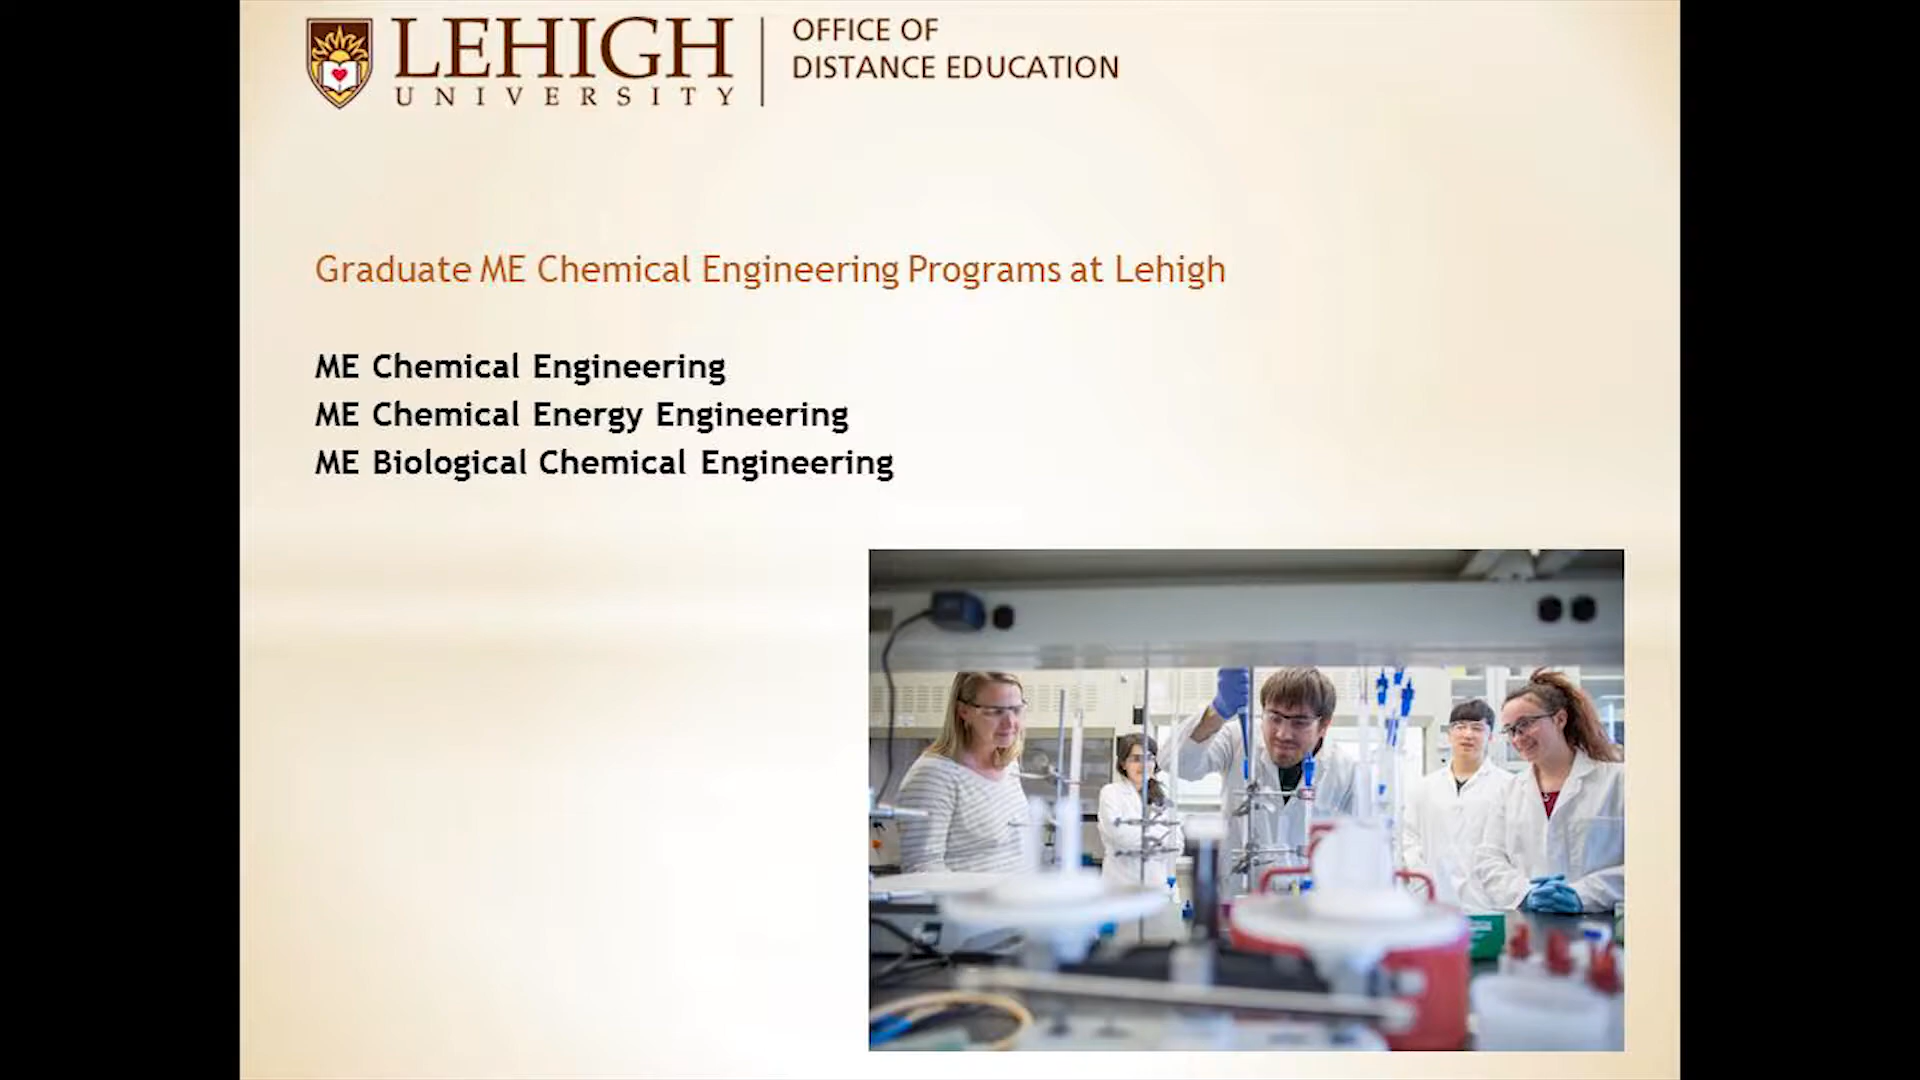 LEHIGH
UNIVERSITY
OFFICE OF
DISTANCE EDUCATION
Graduate ME Chemical Engineering Programs at Lehigh
ME Chemical Engineering
ME Chemical Energy Engineering
ME Biological Chemical Engineering